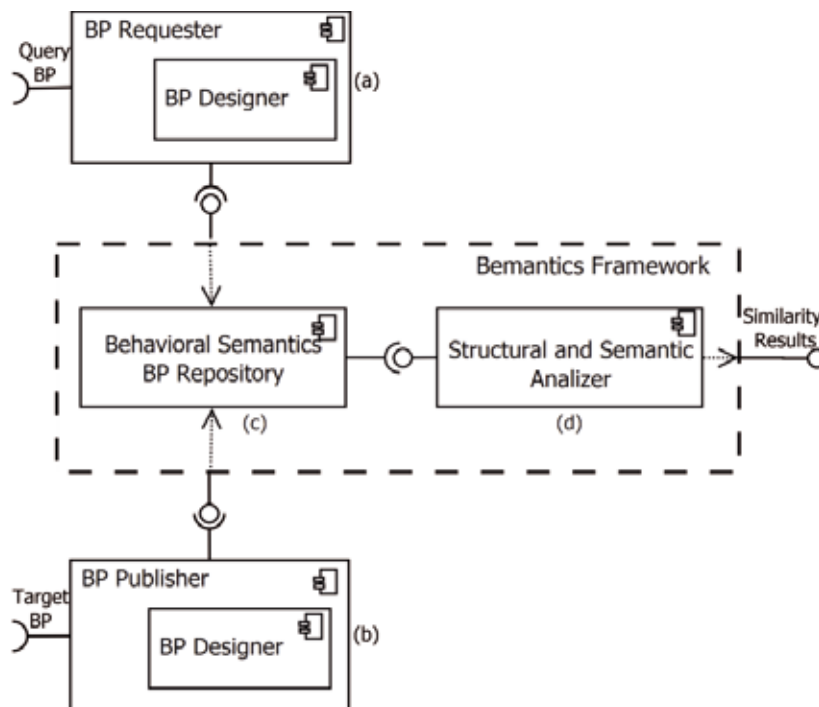 BP Requester
Query
BP
BP Designer
(a)
Bemantics Framework
Behavioral Semantics
BP Repository
(c)
Structural and Semantic
Analizer
(d)
Similarity
Results
BP Publisher
Target
BP
BP Designer
(b)